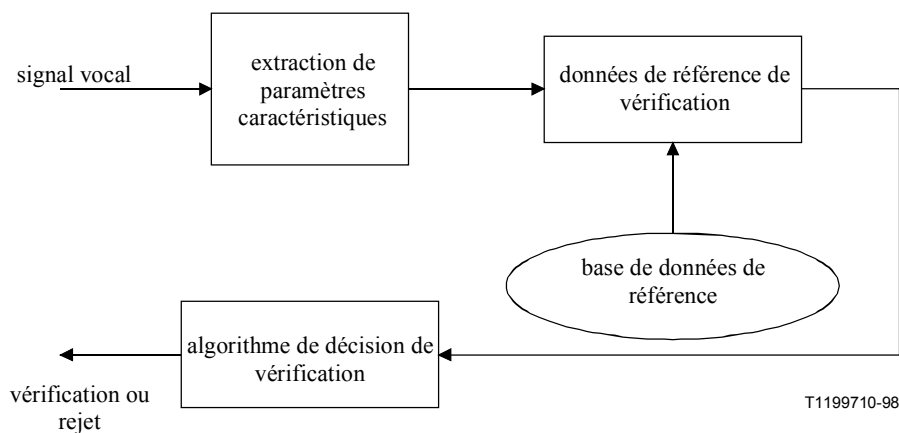 signal vocal
extraction de
paramètres
caractéristiques
données de référence de
vérification
base de données de
référence
algorithme de décision de
vérification
vérification ou
rejet
T1199710-98